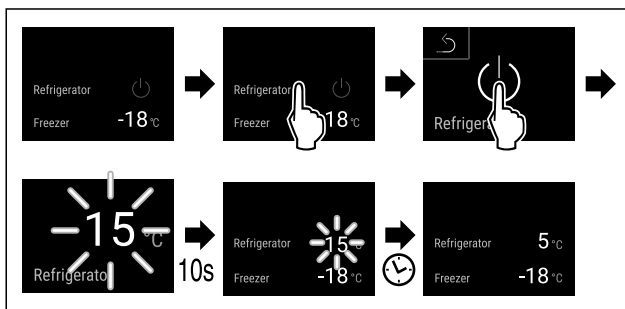 Refrigerator
Freezer -18 °C
Refrigerator
Freezer 18 °C
Refriger
15 °C
Refrigerato
10s
Refrigerator 15 °
Freezer -18 °C
Refrigerator 5 °C
Freezer -18 °C